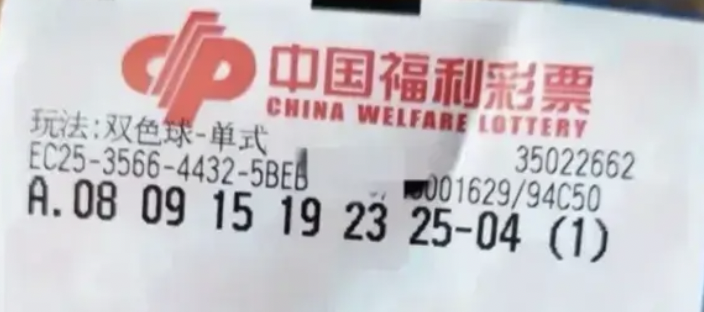 中国福利彩票
CHINA WELFARE LOTTERY
玩法:双色球-单式 35022662
EC25-3566-4432-5BEB 001629/94C50
A.08 09 15 19 23 25-04 (1)